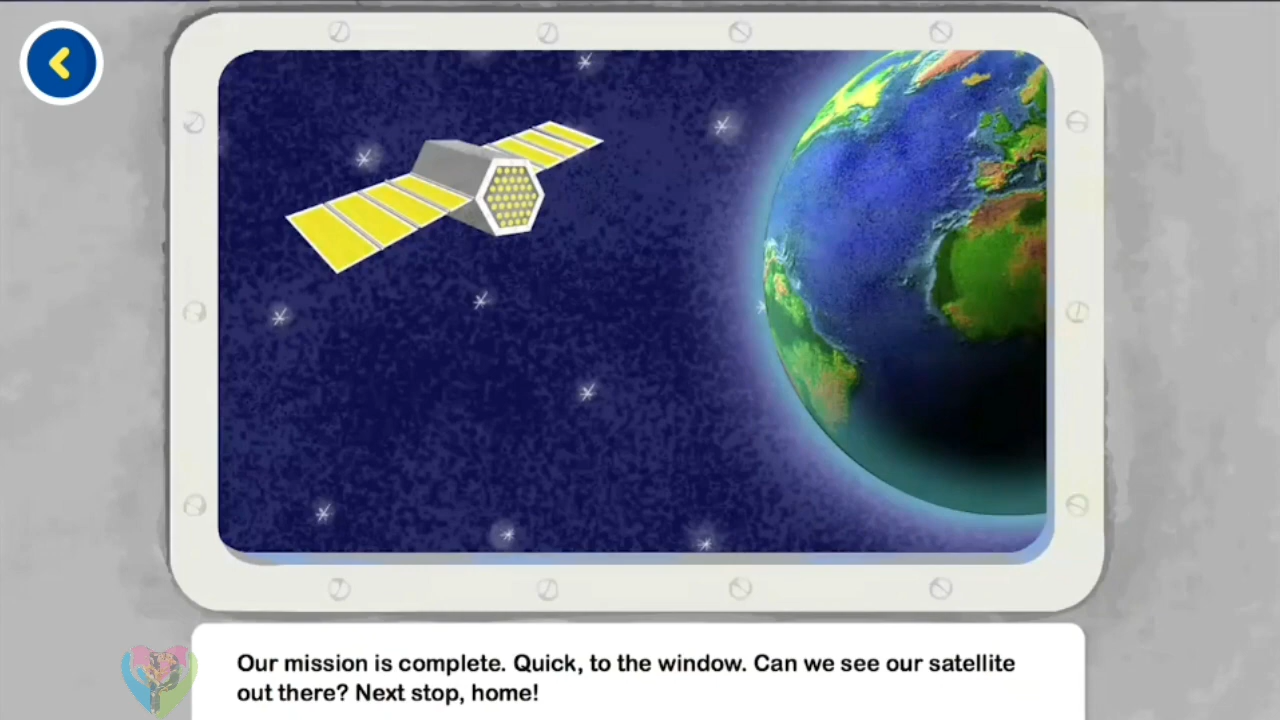 Our mission is complete. Quick, to the window. Can we see our satellite
out there? Next stop, home!